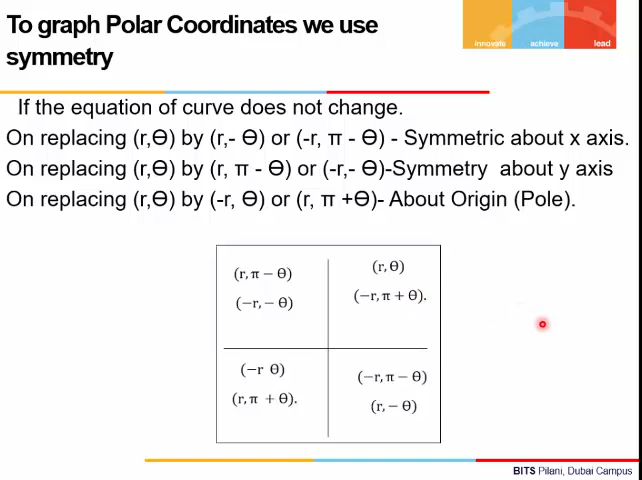 To graph Polar Coordinates we use
symmetry
innovate achieve lead
If the equation of curve does not change.
On replacing (r,ϴ) by (r,- ϴ) or (-r, π - ϴ) - Symmetric about x axis.
On replacing (r,ϴ) by (r, π - ϴ) or (-r,- ϴ)-Symmetry about y axis
On replacing (r,ϴ) by (-r, ϴ) or (r, π +ϴ)- About Origin (Pole).
(r, π − ϴ)
(−r, − ϴ)
(r, ϴ)
(−r, π + ϴ).
(−r ϴ)
(r, π + ϴ).
(−r, π − ϴ)
(r, − ϴ)
BITS Pilani, Dubai Campus